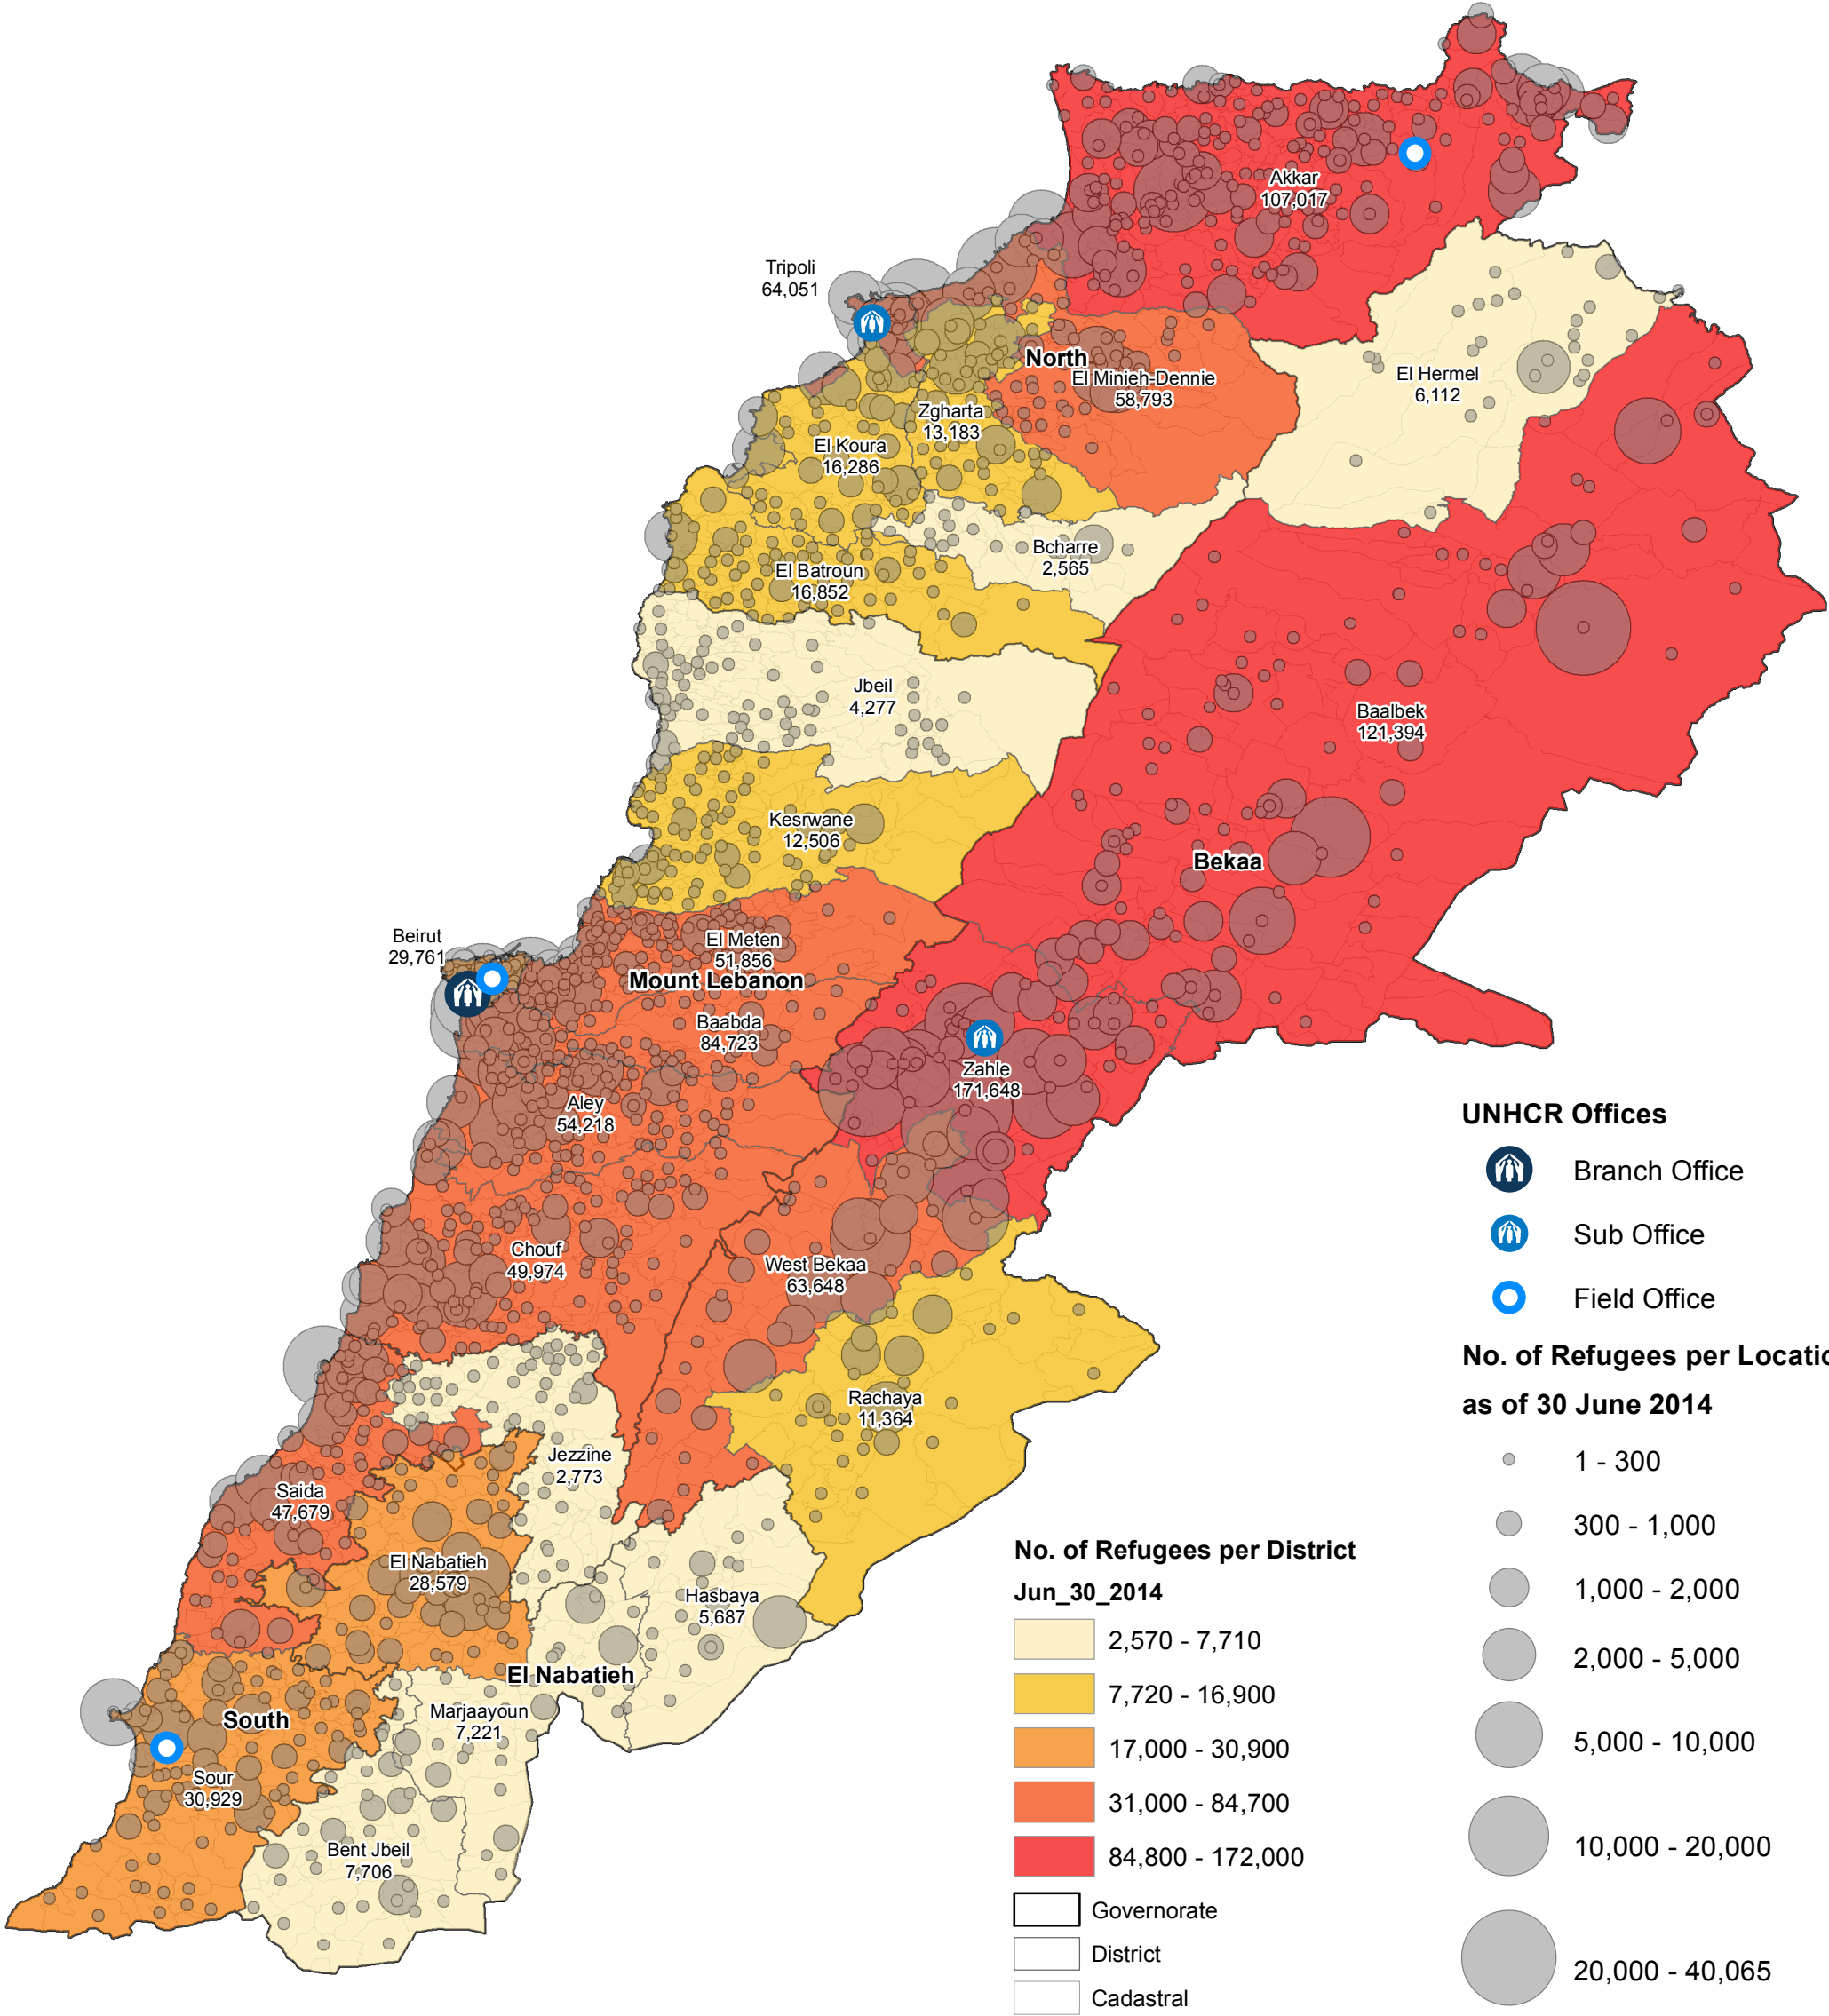 Akkar
107,017
Tripoli
64,051
North
El Minieh-Dennie
58,793
El Hermel
6,112
Zgharta
13,183
El Koura
16,286
Bcharre
2,565
El Batroun
16,852
Jbeil
4,277
Baalbek
121,394
Kesrwane
12,506
Bekaa
Beirut
29,761
El Meten
51,856
Mount Lebanon
Baabda
84,723
Zahle
171,648
Aley
54,218
Chouf
49,974
West Bekaa
63,648
Rachaya
11,364
Jezzine
2,773
Saida
47,679
El Nabatieh
28,579
Hasbaya
5,687
El Nabatieh
Marjaayoun
7,221
South
Sour
30,929
Bent Jbeil
7,706
UNHCR Offices
Branch Office
Sub Office
Field Office
No. of Refugees per Locatio
as of 30 June 2014
1 - 300
300 - 1,000
1,000 - 2,000
2,000 - 5,000
5,000 - 10,000
10,000 - 20,000
20,000 - 40,065
No. of Refugees per District
Jun_30_2014
2,570 - 7,710
7,720 - 16,900
17,000 - 30,900
31,000 - 84,700
84,800 - 172,000
Governorate
District
Cadastral